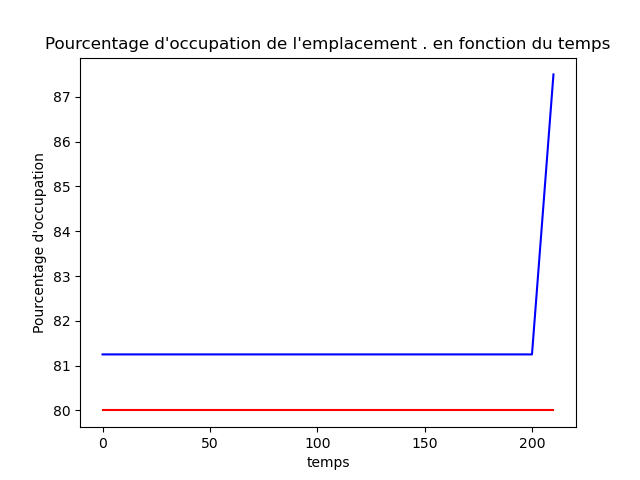 Pourcentage d'occupation de l'emplacement . en fonction du temps
Pourcentage d'occupation
87
86
85
84
83
82
81
80
0 50 100 150 200
temps